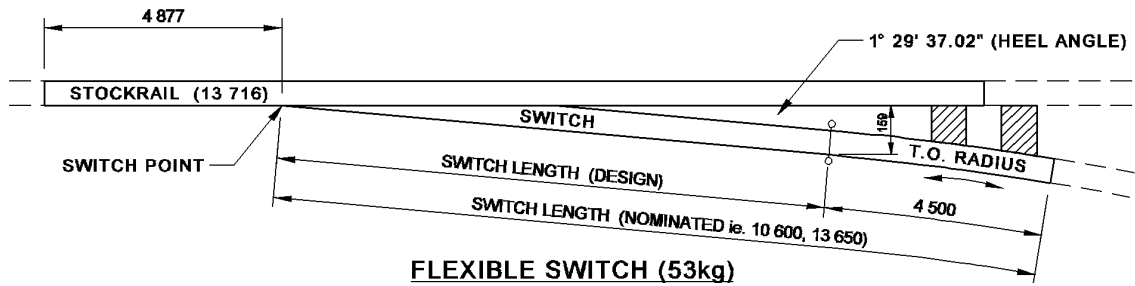 4 877
1° 29' 37.02" (HEEL ANGLE)
STOCKRAIL (13 716)
SWITCH
159
SWITCH POINT
T.O. RADIUS
SWITCH LENGTH (DESIGN)
4 500
SWITCH LENGTH (NOMINATED ie. 10 600, 13 650)
FLEXIBLE SWITCH (53kg)